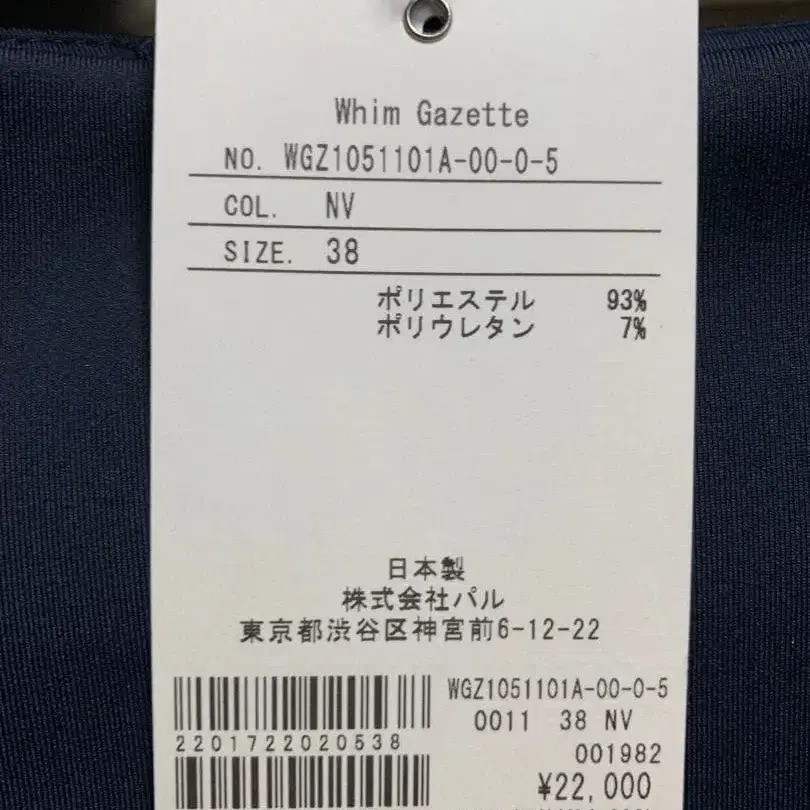 Whim Gazette
NO. WGZ1051101A-00-0-5
COL. NV
SIZE. 38
ポリエステル 93%
ポリウレタン 7%
日本製
株式会社パル
東京都渋谷区神宮前6-12-22
WGZ1051101A-00-0-5
0011 38 NV
2201722020538
001982
¥22,000